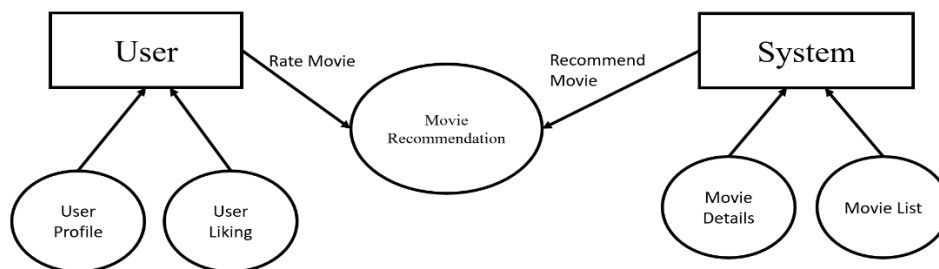 User
System
Rate Movie
Recommend
Movie
Movie
Recommendation
User
Profile
User
Liking
Movie
Details
Movie List